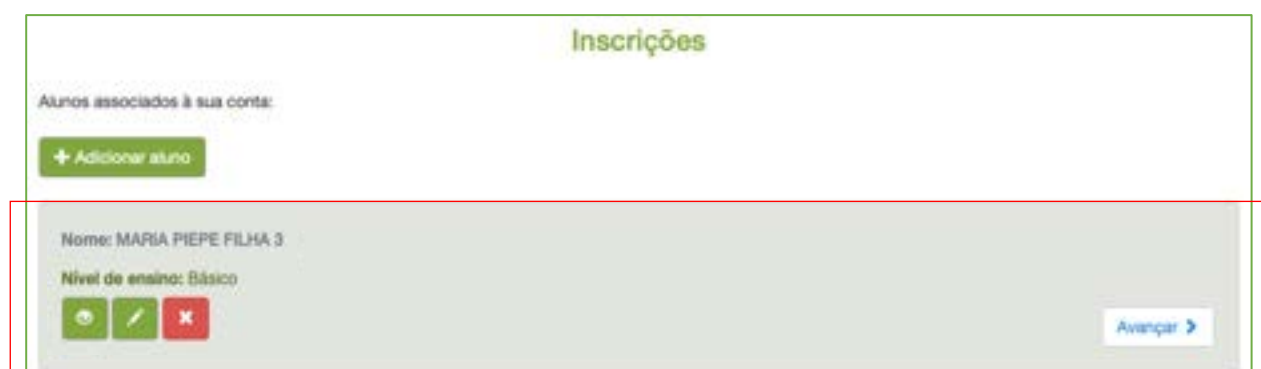 Inscrições
Alunos associados à sua conta:
+ Adicionar aluno
Nome: MARIA PIEPE FILHA 3
Nível de ensino: Básico
Avançar